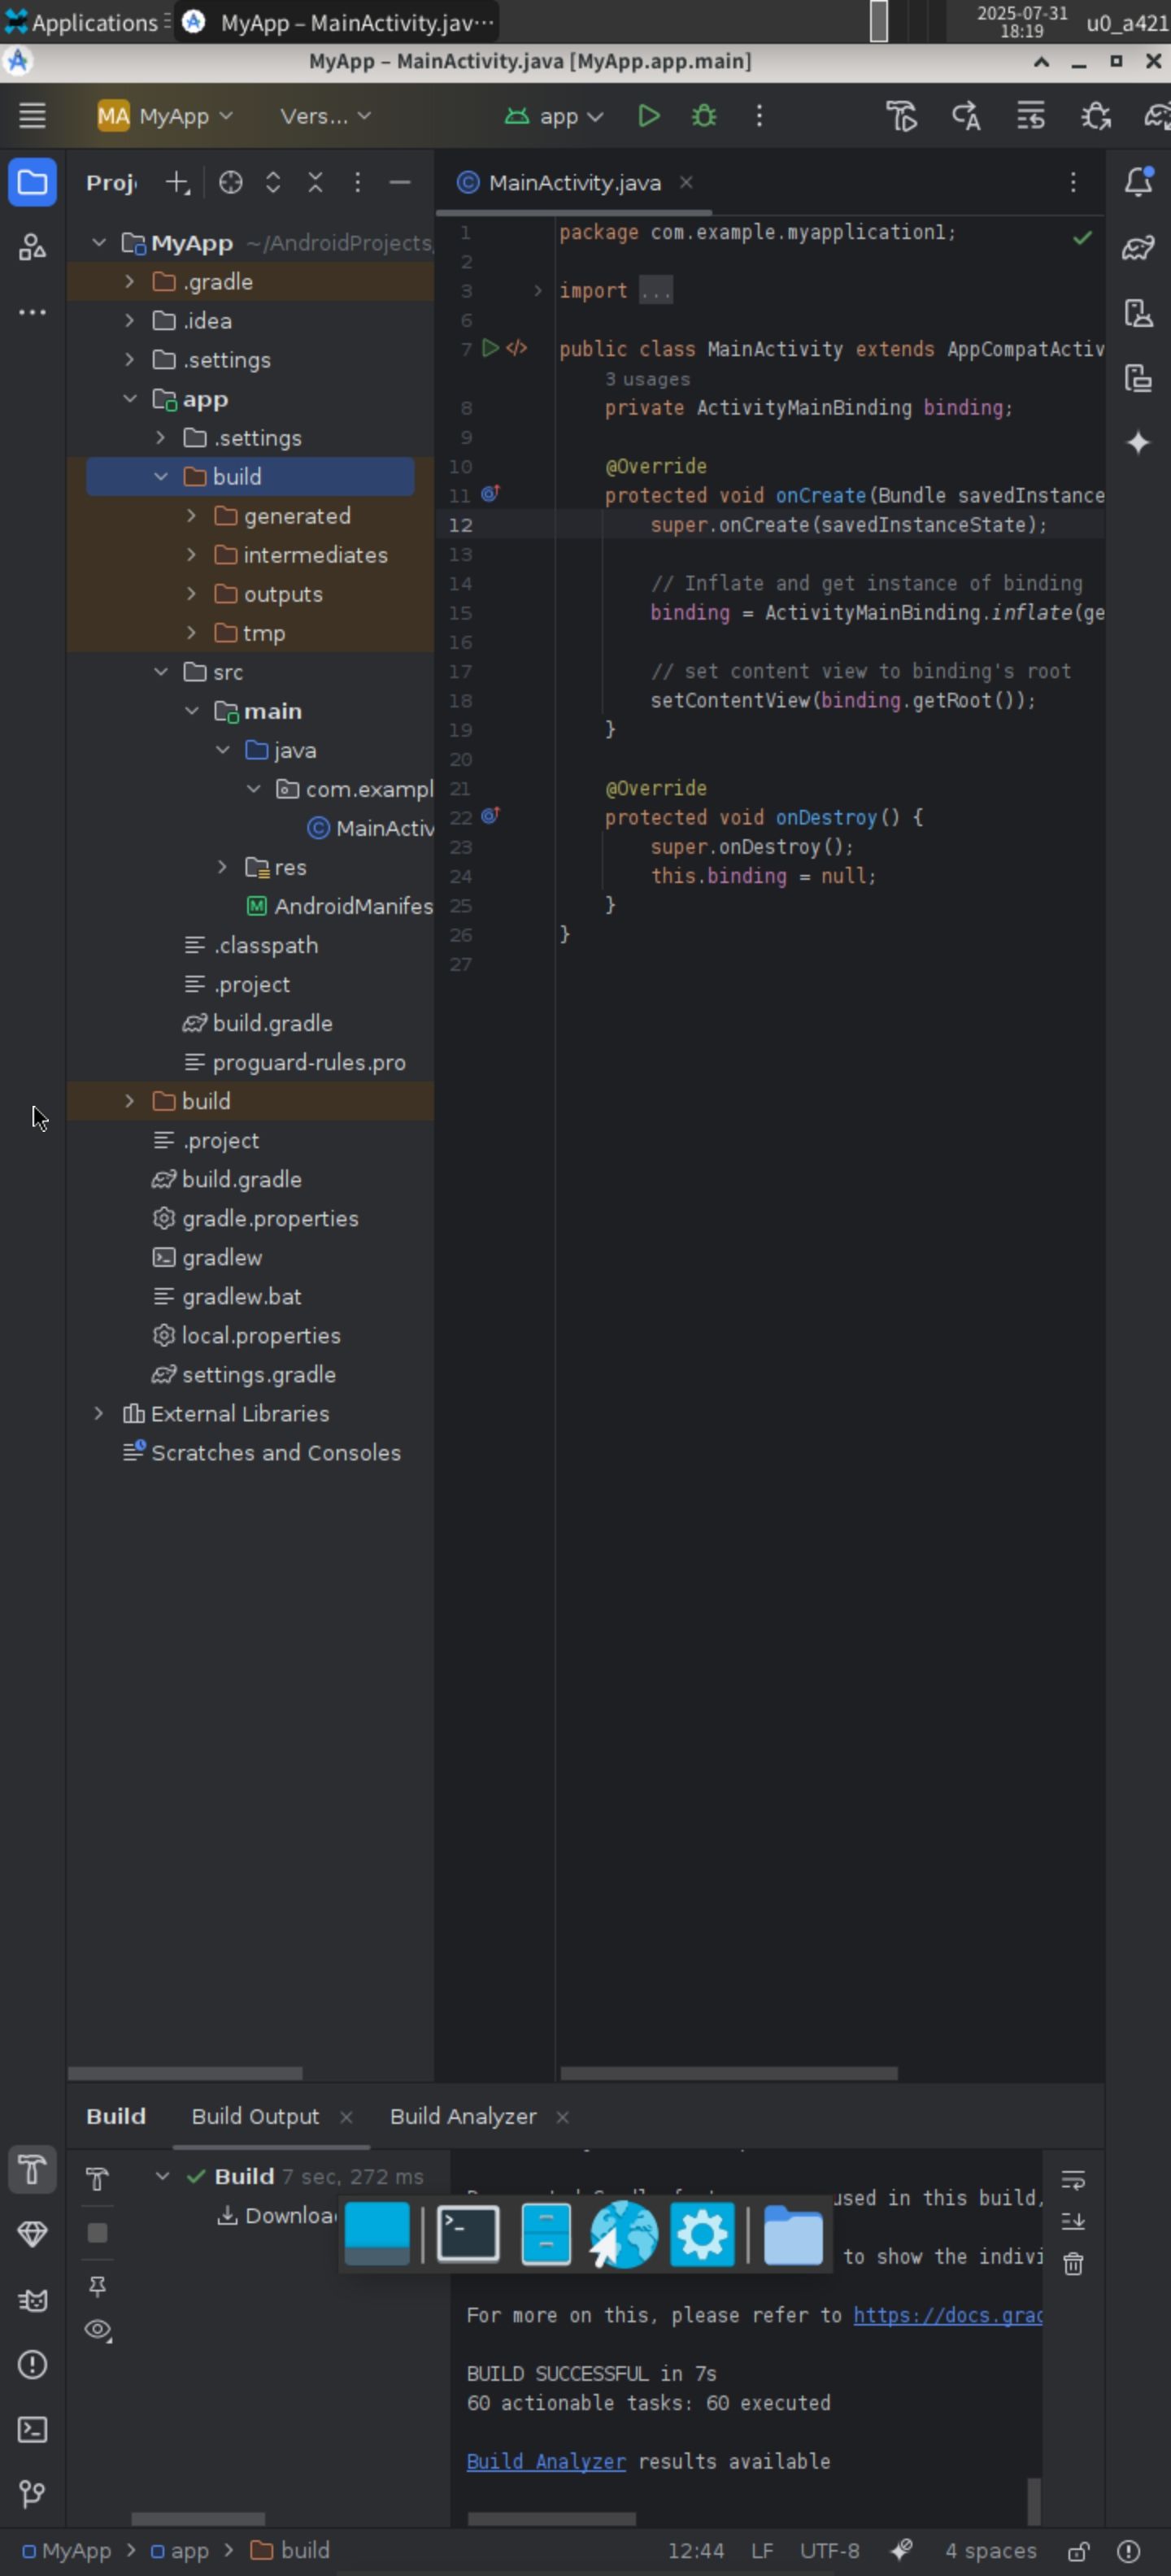 Applications
MyApp – MainActivity.jav···
2025-07-31
18:19
u0_a421
MyApp – MainActivity.java [MyApp.app.main]
MA MyApp
Vers...
app
Proj
MainActivity.java
MyApp ~/AndroidProjects
.gradle
.idea
.settings
app
.settings
build
generated
intermediates
outputs
tmp
src
main
java
com.exampl
MainActiv
res
AndroidManifes
.classpath
.project
build.gradle
proguard-rules.pro
build
.project
build.gradle
gradle.properties
gradlew
gradlew.bat
local.properties
settings.gradle
External Libraries
Scratches and Consoles
1 package com.example.myapplication1;
2
3 import ...
6
7 public class MainActivity extends AppCompatActiv
3 usages
8 private ActivityMainBinding binding;
9
10 @Override
11 protected void onCreate(Bundle savedInstance
12 super.onCreate(savedInstanceState);
13
14 // Inflate and get instance of binding
15 binding = ActivityMainBinding.inflate(ge
16
17 // set content view to binding's root
18 setContentView(binding.getRoot());
19 }
20
21 @Override
22 protected void onDestroy() {
23 super.onDestroy();
24 this.binding = null;
25 }
26 }
27
Build
Build Output
Build Analyzer
Build 7 sec, 272 ms
Downloa
used in this build,
to show the indivi
For more on this, please refer to https://docs.grad
BUILD SUCCESSFUL in 7s
60 actionable tasks: 60 executed
Build Analyzer results available
MyApp > app > build
12:44
LF
UTF-8
4 spaces